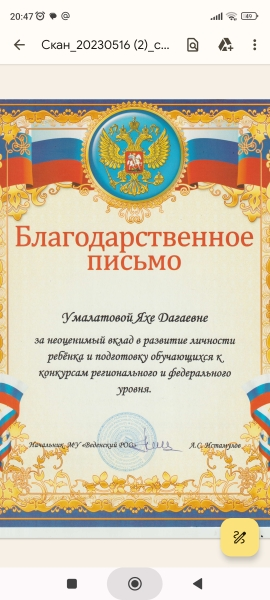 20:47
49
Скан_20230516 (2)_c...
Благодарственное
письмо
Умалатовой Яхе Дагаевне
за неоценимый вклад в развитие личности
ребёнка и подготовку обучающихся к
конкурсам регионального и федерального
уровня.
Начальник МУ «Веденский РОО» А.С. Истамулов